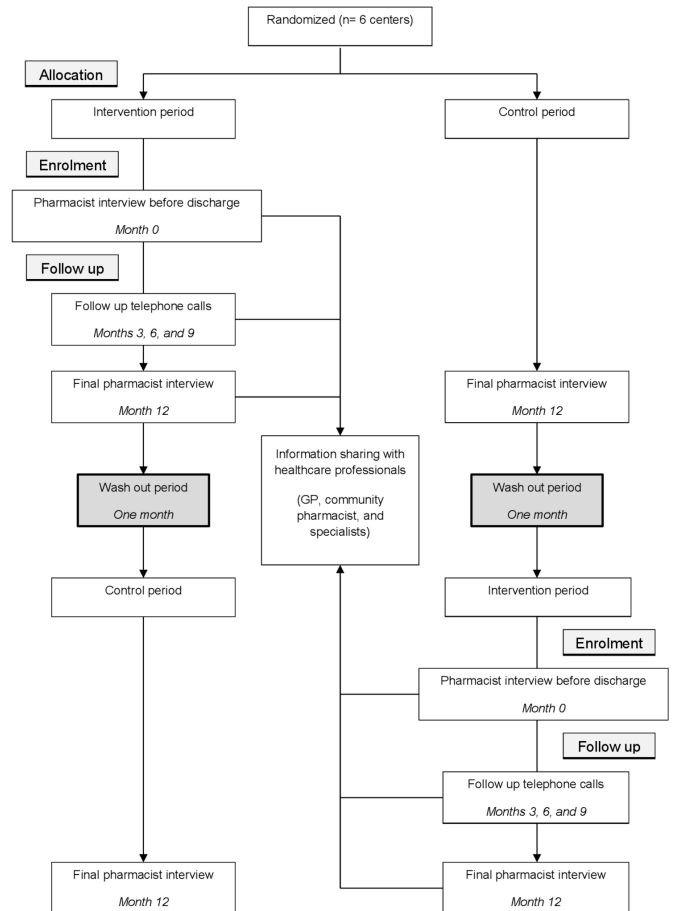 Randomized (n= 6 centers)
Allocation
Intervention period
Control period
Enrolment
Pharmacist interview before discharge
Month 0
Follow up
Follow up telephone calls
Months 3, 6, and 9
Final pharmacist interview
Month 12
Final pharmacist interview
Month 12
Information sharing with
healthcare professionals
(GP, community
pharmacist, and
specialists)
Wash out period
One month
Wash out period
One month
Control period
Intervention period
Enrolment
Pharmacist interview before discharge
Month 0
Follow up
Follow up telephone calls
Months 3, 6, and 9
Final pharmacist interview
Month 12
Final pharmacist interview
Month 12